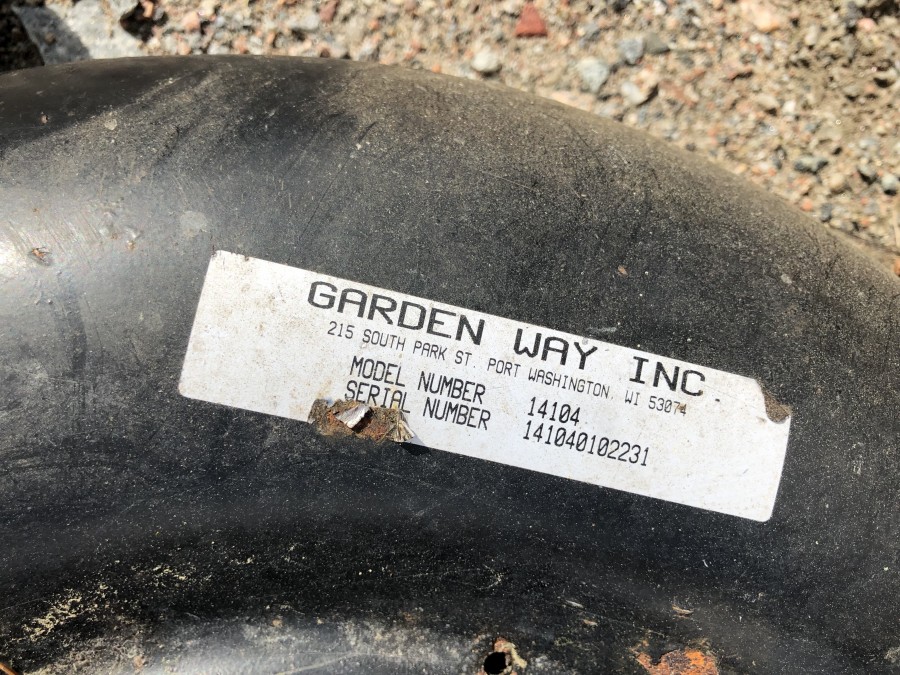 GARDEN WAY INC.
215 SOUTH PARK ST. PORT WASHINGTON, WI 53074
MODEL NUMBER 14104
SERIAL NUMBER 141040102231